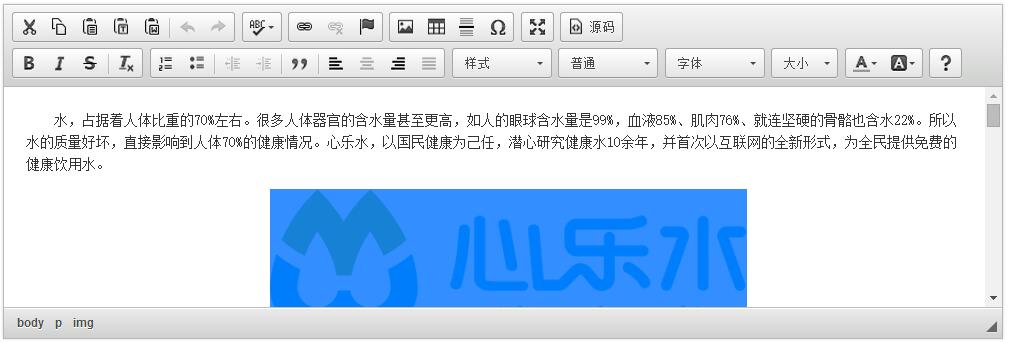 ABC 源码
B I S Ix 样式 普通 字体 大小 A A ?
水，占据着人体比重的70%左右。很多人体器官的含水量甚至更高，如人的眼球含水量是99%，血液85%、肌肉76%、就连坚硬的骨骼也含水22%。所以
水的质量好坏，直接影响到人体70%的健康情况。心乐水，以国民健康为己任，潜心研究健康水10余年，并首次以互联网的全新形式，为全民提供免费的
健康饮用水。
心乐水
body p img